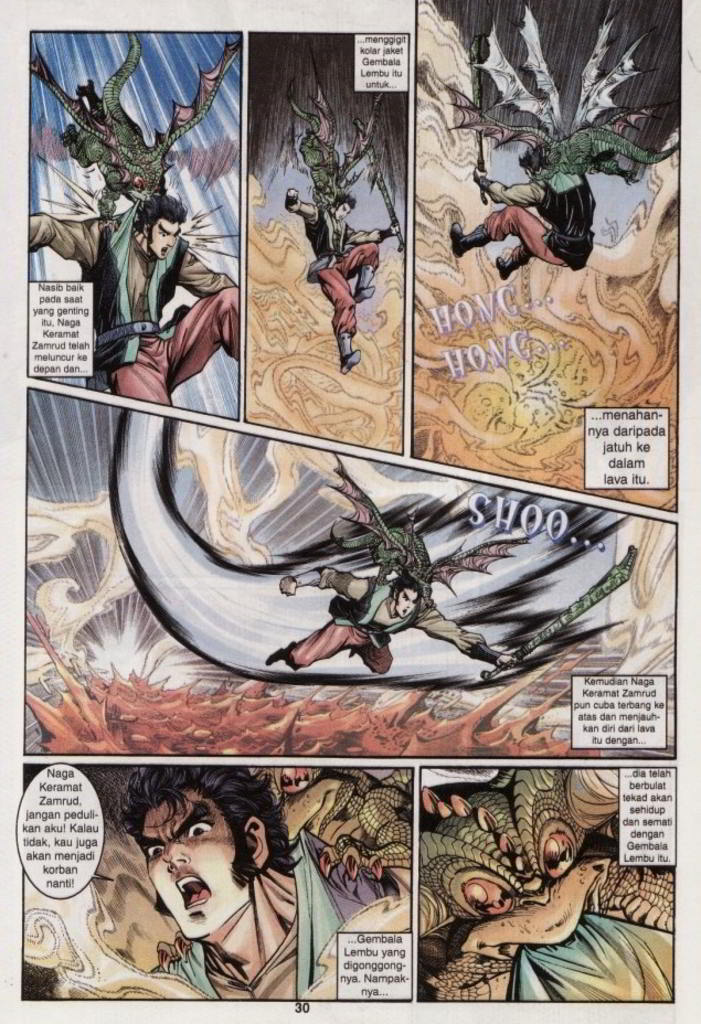 Nasib baik
pada saat
yang genting
itu, Naga
Keramat
Zamrud telah
meluncur ke
depan dan...
...menggigit
kolar jaket
Gembala
Lembu itu
untuk...
HONG...
HONG...
...menahan-
nya daripada
jatuh ke
dalam
lava itu.
SHOO...
Kemudian Naga
Keramat Zamrud
pun cuba terbang ke
atas dan menjauh-
kan diri dari lava
itu dengan...
Naga
Keramat
Zamrud,
jangan peduli-
kan aku! Kalau
tidak, kau juga
akan menjadi
korban
nanti!
...Gembala
Lembu yang
digonggong-
nya. Nampak-
nya...
...dia telah
berbulat
tekad akan
sehidup
dan semati
dengan
Gembala
Lembu itu.
30